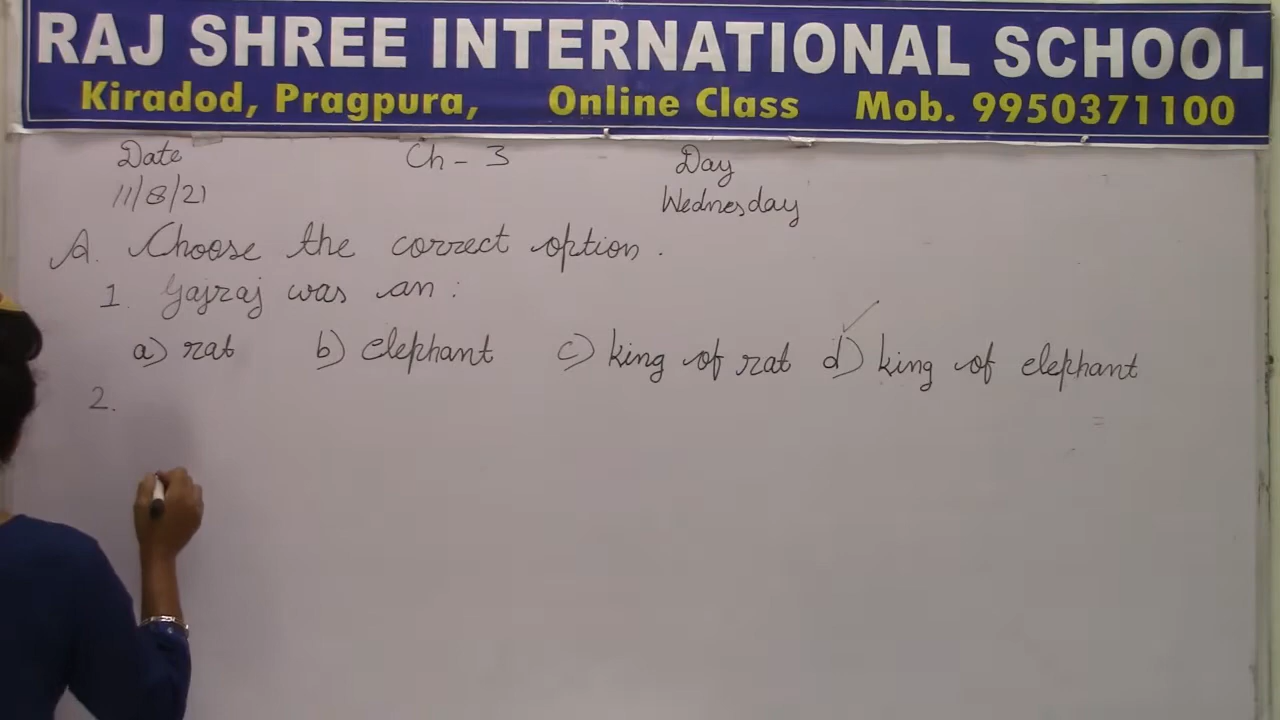 RAJ SHREE INTERNATIONAL SCHOOL
Kiradod, Pragpura, Online Class Mob. 9950371100
Date Ch - 3 Day
11/8/21 Wednesday
A. Choose the correct option.
1. Gajraj was an :
a) rat b) elephant c) king of rat d) king of elephant
2.